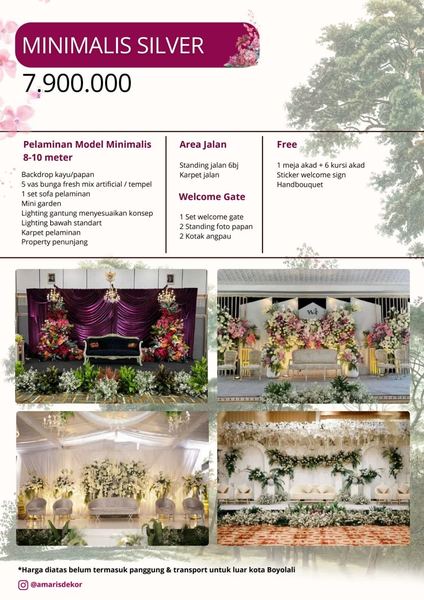 MINIMALIS SILVER
7.900.000
Pelaminan Model Minimalis
8-10 meter
Backdrop kayu/papan
5 vas bunga fresh mix artificial / tempel
1 set sofa pelaminan
Mini garden
Lighting gantung menyesuaikan konsep
Lighting bawah standart
Karpet pelaminan
Property penunjang
Area Jalan
Standing jalan 6bj
Karpet jalan
Welcome Gate
1 Set welcome gate
2 Standing foto papan
2 Kotak angpau
Free
1 meja akad + 6 kursi akad
Sticker welcome sign
Handbouquet
*Harga diatas belum termasuk panggung & transport untuk luar kota Boyolali
@amarisdekor